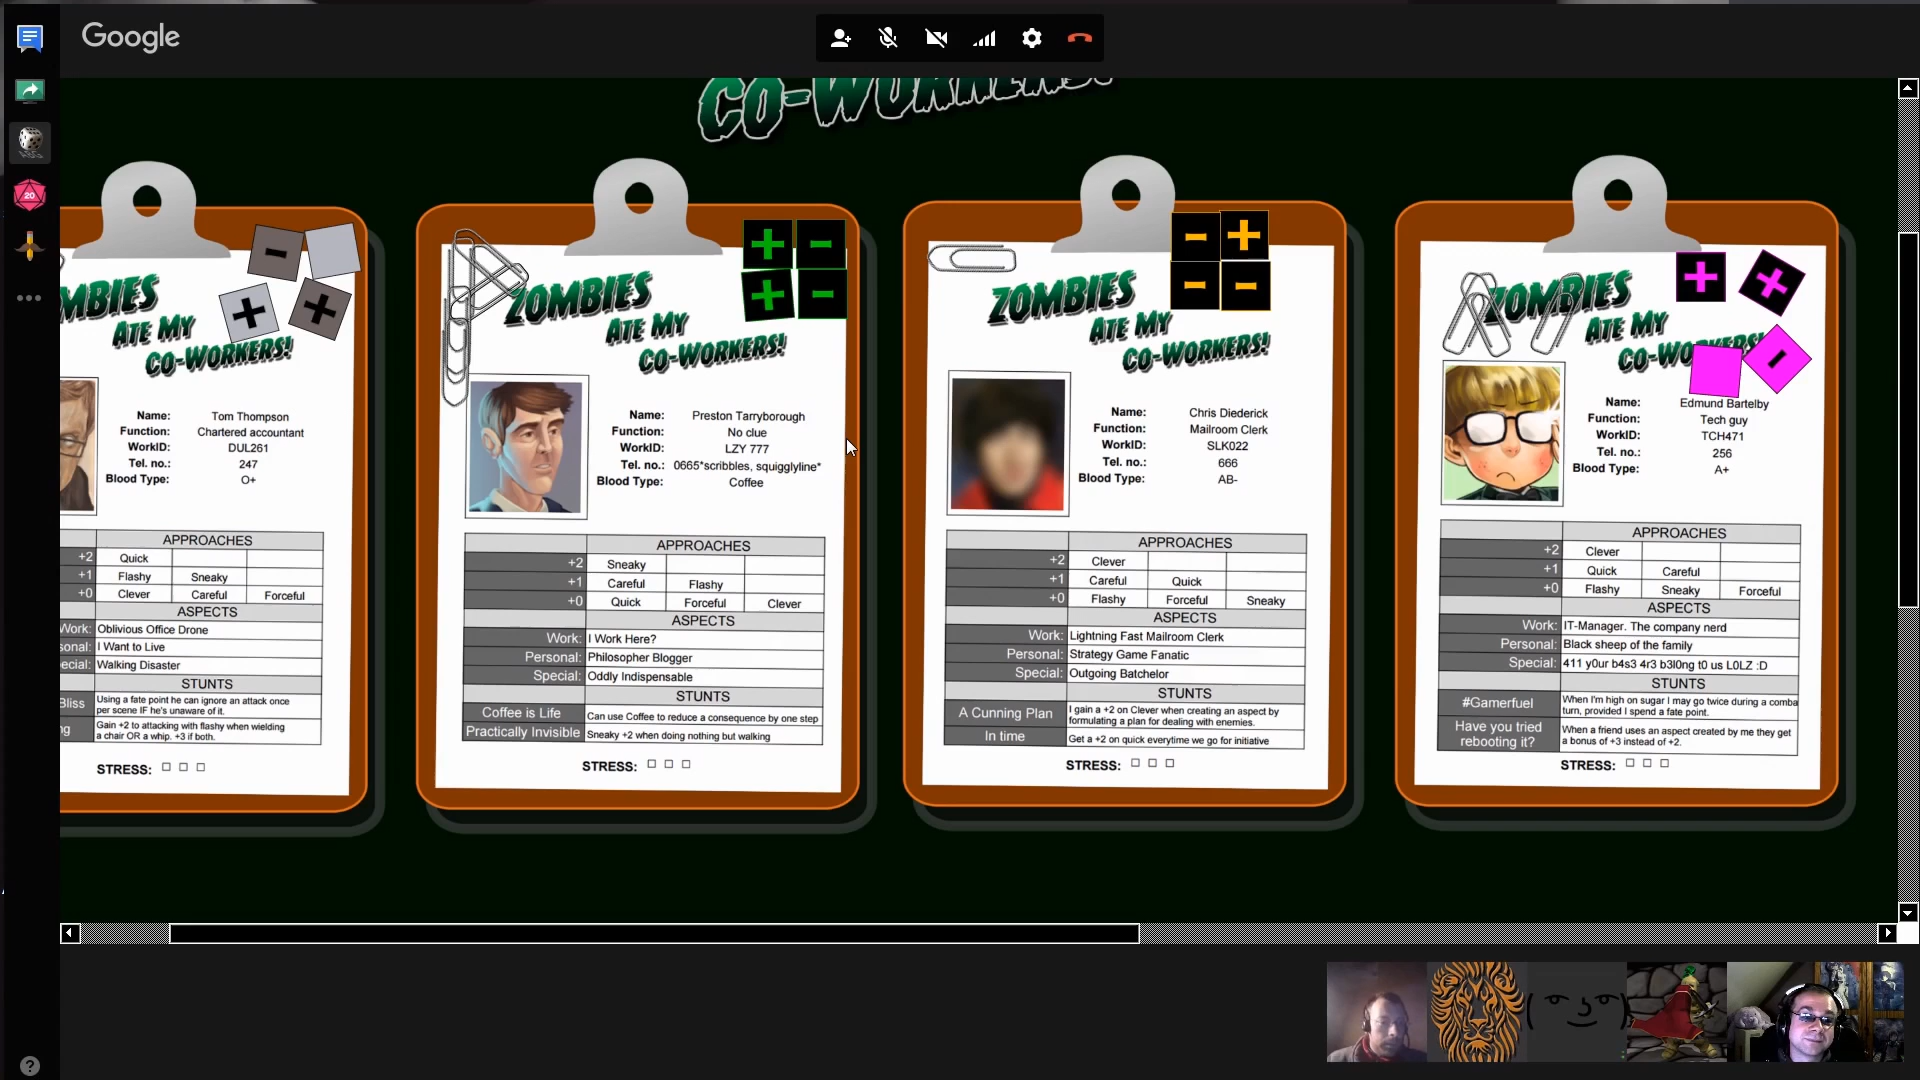 Google
CO-WORKERS!
MBIES
ATE MY
CO-WORKERS!
Name: Tom Thompson
Function: Chartered accountant
WorkID: DUL261
Tel. no.: 247
Blood Type: O+
APPROACHES
+2 Quick
+1 Flashy Sneaky
+0 Clever Careful Forceful
ASPECTS
Work: Oblivious Office Drone
sonal: I Want to Live
ecial: Walking Disaster
STUNTS
Bliss Using a fate point he can ignore an attack once
per scene IF he's unaware of it.
ng Gain +2 to attacking with flashy when wielding
a chair OR a whip. +3 if both.
STRESS:
ZOMBIES
ATE MY
CO-WORKERS!
Name: Preston Tarryborough
Function: No clue
WorkID: LZY 777
Tel. no.: 0665*scribbles, squigglyline*
Blood Type: Coffee
APPROACHES
+2 Sneaky
+1 Careful Flashy
+0 Quick Forceful Clever
ASPECTS
Work: I Work Here?
Personal: Philosopher Blogger
Special: Oddly Indispensable
STUNTS
Coffee is Life Can use Coffee to reduce a consequence by one step
Practically Invisible Sneaky +2 when doing nothing but walking
STRESS:
ZOMBIES
ATE MY
CO-WORKERS!
Name: Chris Diederick
Function: Mailroom Clerk
WorkID: SLK022
Tel. no.: 666
Blood Type: AB-
APPROACHES
+2 Clever
+1 Careful Quick
+0 Flashy Forceful Sneaky
ASPECTS
Work: Lightning Fast Mailroom Clerk
Personal: Strategy Game Fanatic
Special: Outgoing Batchelor
STUNTS
A Cunning Plan I gain a +2 on Clever when creating an aspect by
formulating a plan for dealing with enemies.
In time Get a +2 on quick everytime we go for initiative
STRESS:
ZOMBIES
ATE MY
CO-WORKERS!
Name: Edmund Bartelby
Function: Tech guy
WorkID: TCH471
Tel. no.: 256
Blood Type: A+
APPROACHES
+2 Clever
+1 Quick Careful
+0 Flashy Sneaky Forceful
ASPECTS
Work: IT-Manager. The company nerd
Personal: Black sheep of the family
Special: 411 y0ur b4s3 4r3 b3l0ng t0 us L0LZ :D
STUNTS
#Gamerfuel When I'm high on sugar I may go twice during a comba
turn, provided I spend a fate point.
Have you tried
rebooting it? When a friend uses an aspect created by me they get
a bonus of +3 instead of +2.
STRESS: